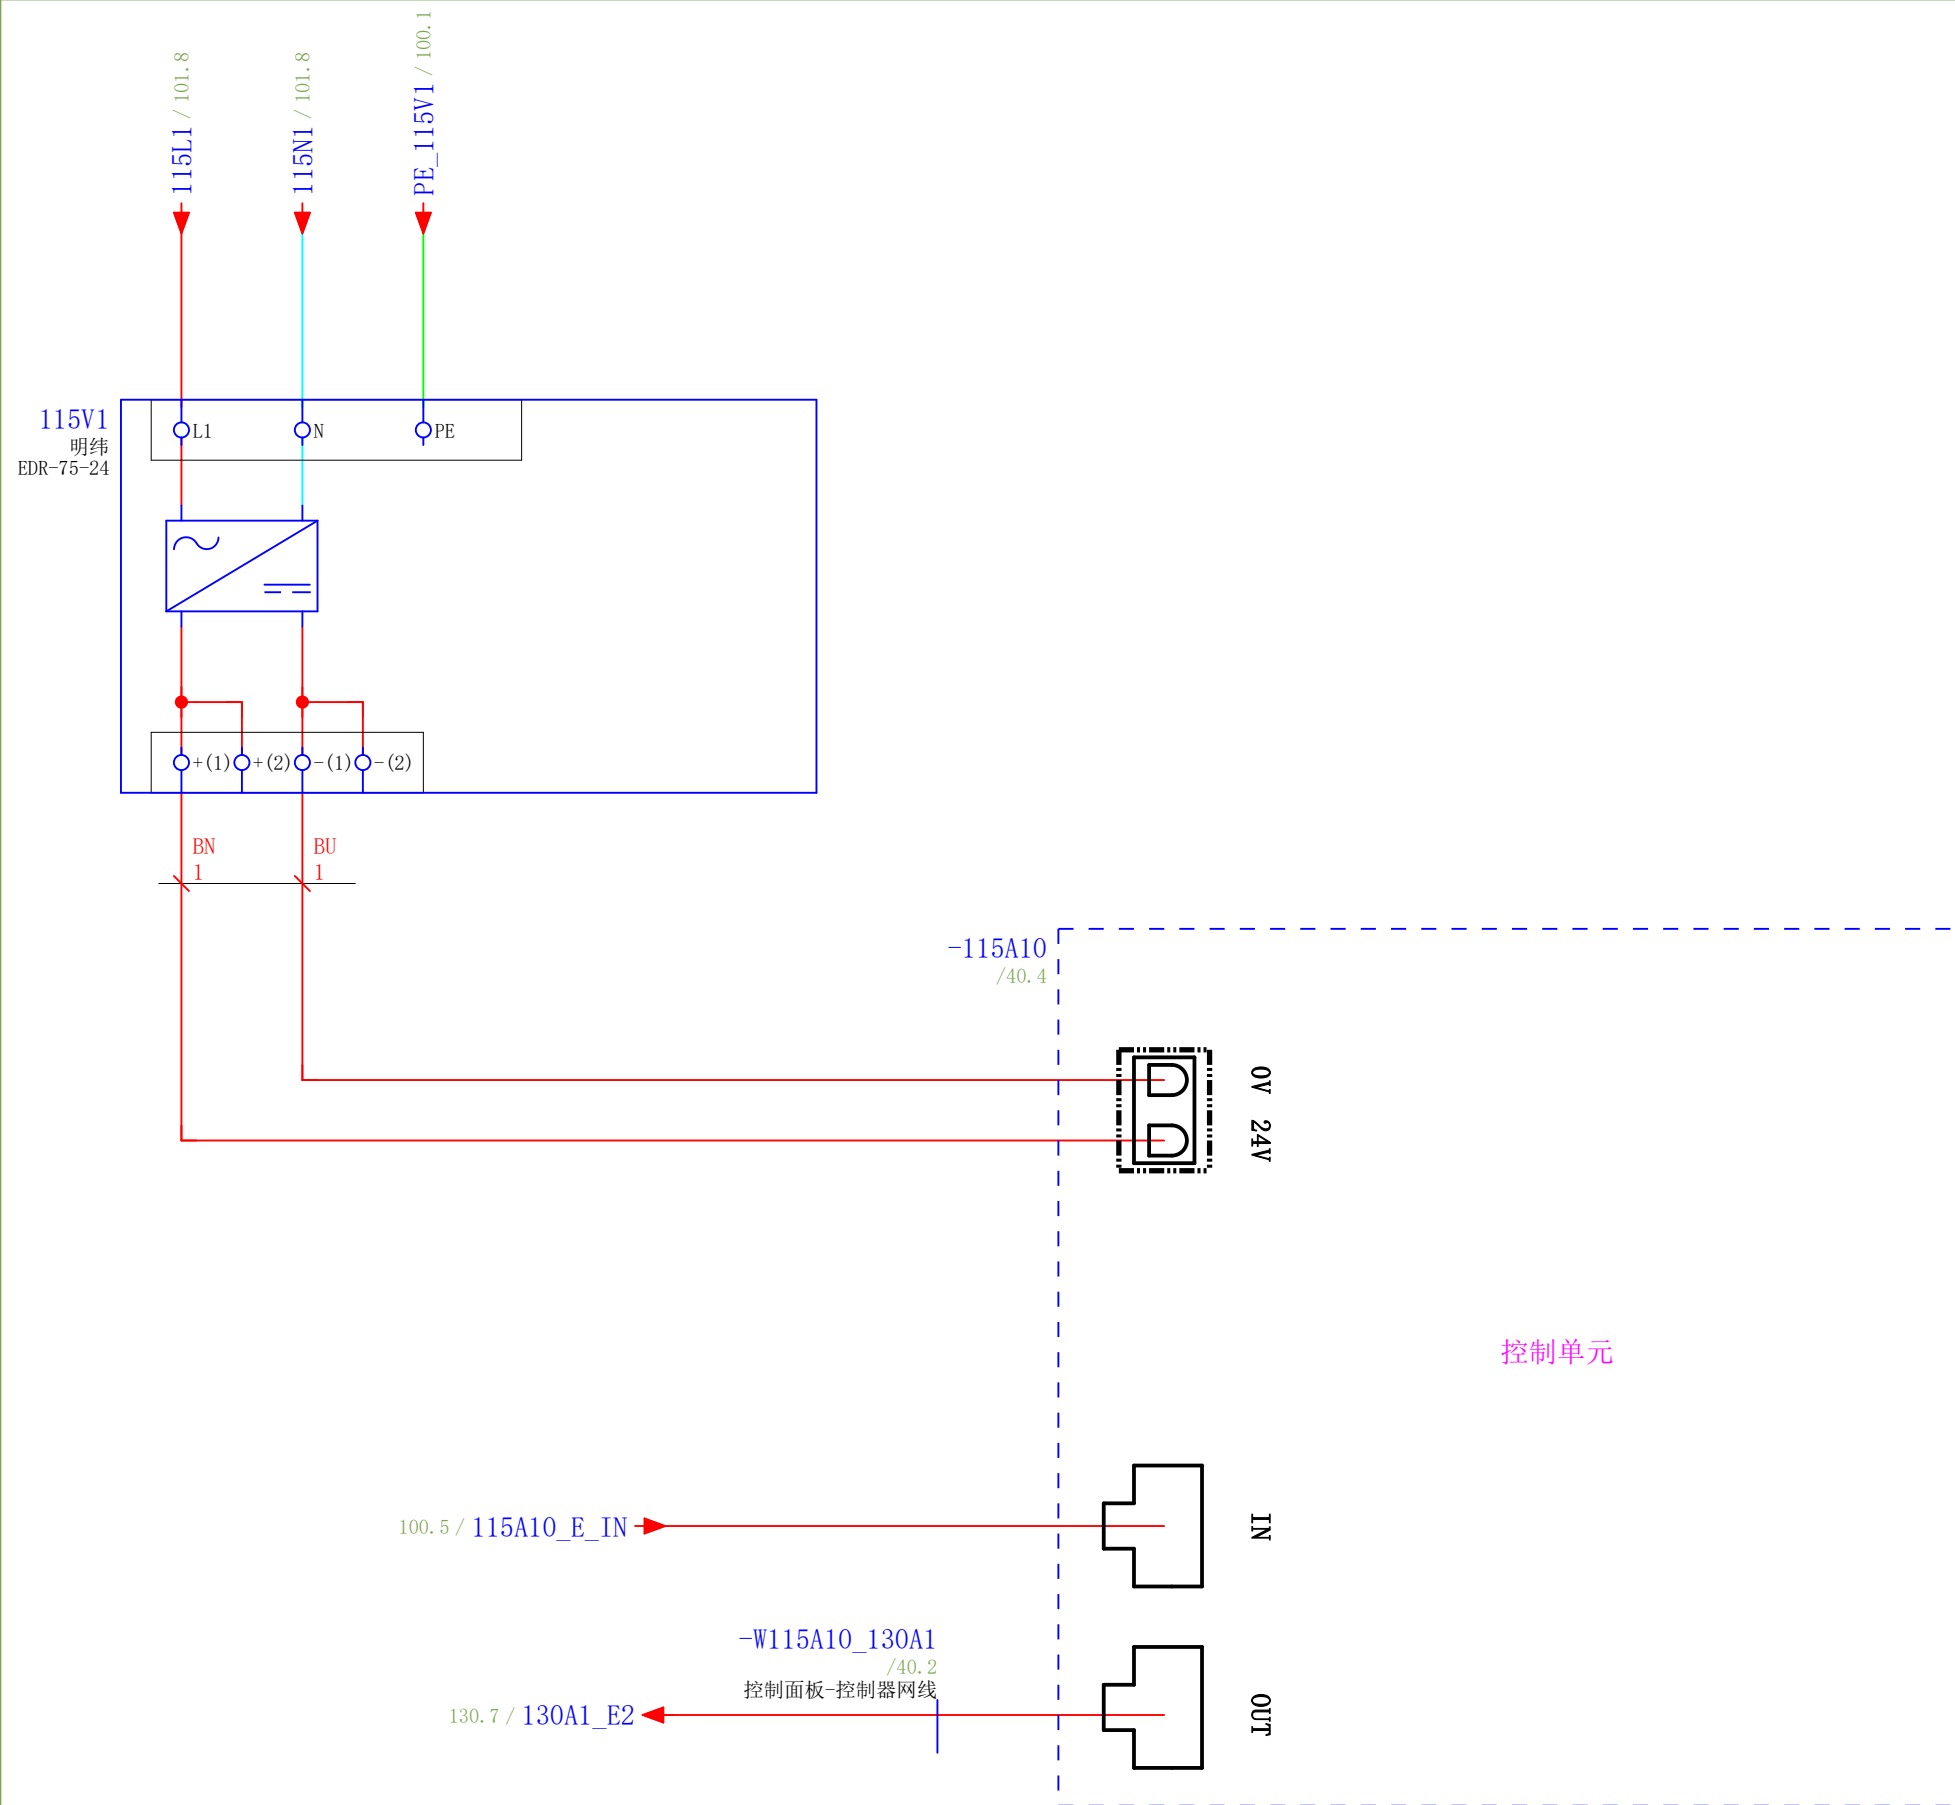 115L1 / 101.8
115N1 / 101.8
PE_115V1 / 100.1
115V1
明纬
EDR-75-24
L1
N
PE
+(1)
+(2)
-(1)
-(2)
BN
1
BU
1
-115A10
/40.4
0V
24V
控制单元
100.5 / 115A10_E_IN
IN
-W115A10_130A1
/40.2
控制面板-控制器网线
130.7 / 130A1_E2
OUT